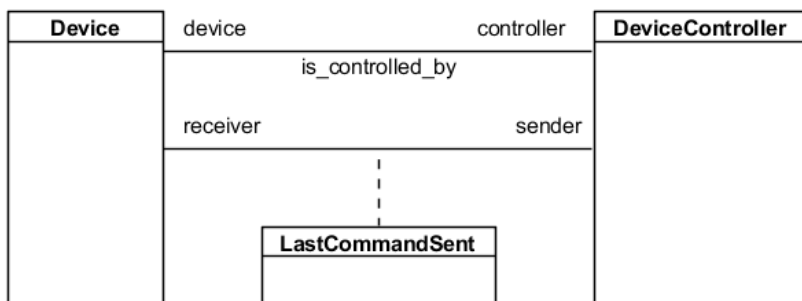 Device
device
controller
DeviceController
is_controlled_by
receiver
sender
LastCommandSent